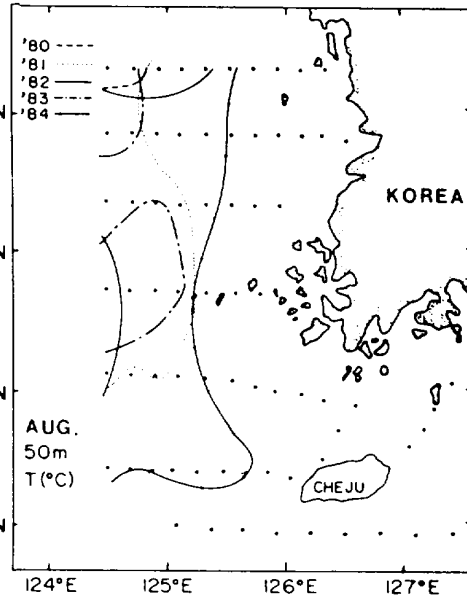 '80
'81
'82
'83
'84
N
KOREA
N
N
AUG.
50m
T(°C)
CHEJU
N
124°E 125°E 126°E 127°E